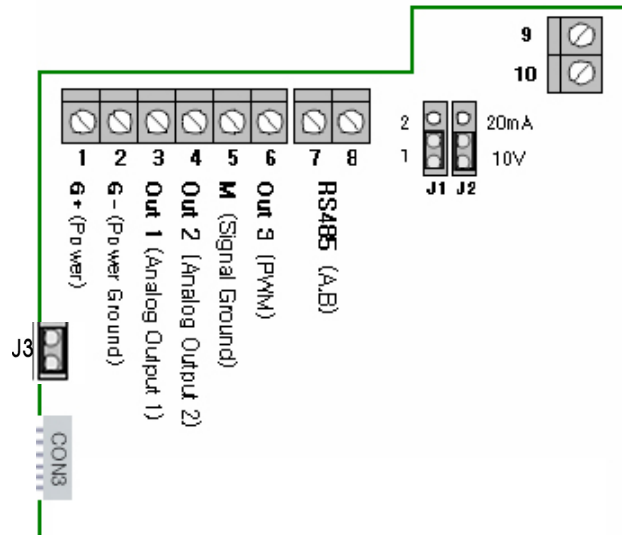 9
10
2 20mA
1 10V
J1 J2
1 2 3 4 5 6 7 8
G+ (Power)
G- (Power Ground)
Out 1 (Analog Output 1)
Out 2 (Analog Output 2)
M (Signal Ground)
Out 3 (PWM)
RS485 (A,B)
J3
CON3